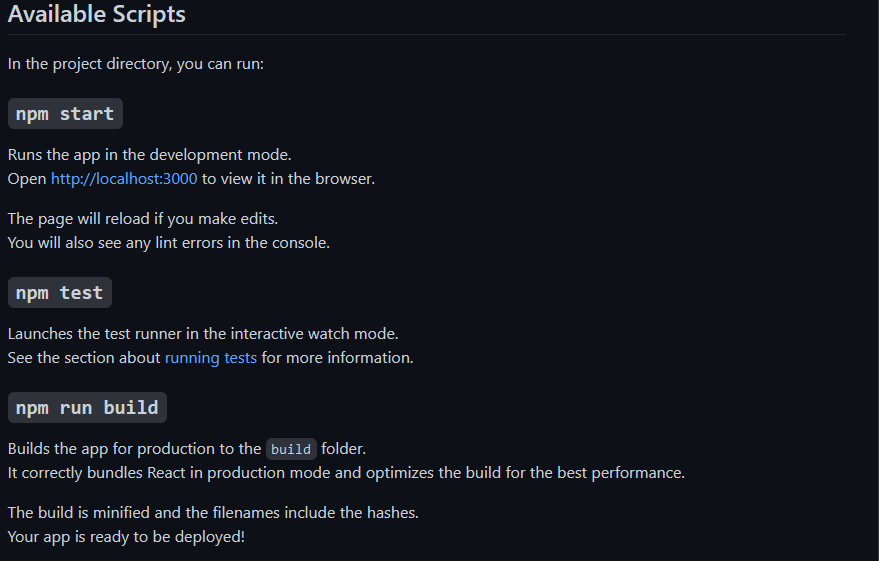 Available Scripts
In the project directory, you can run:
npm start
Runs the app in the development mode.
Open http://localhost:3000 to view it in the browser.
The page will reload if you make edits.
You will also see any lint errors in the console.
npm test
Launches the test runner in the interactive watch mode.
See the section about running tests for more information.
npm run build
Builds the app for production to the build folder.
It correctly bundles React in production mode and optimizes the build for the best performance.
The build is minified and the filenames include the hashes.
Your app is ready to be deployed!